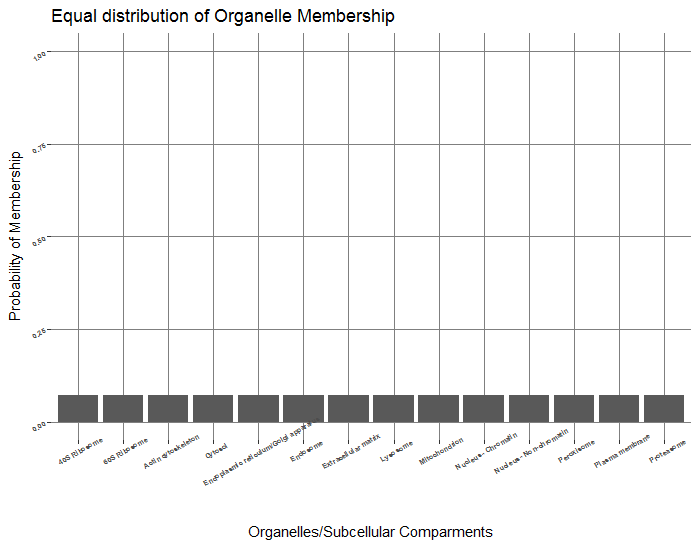 Equal distribution of Organelle Membership
Probability of Membership
1.00
0.75
0.50
0.25
0.00
40S Ribosome
60S Ribosome
Actin cytoskeleton
Cytosol
Endoplasmic reticulum/Golgi apparatus
Endosome
Extracellular matrix
Lysosome
Mitochondrion
Nucleus - Chromatin
Nucleus - Non-chromatin
Peroxisome
Plasma membrane
Proteasome
Organelles/Subcellular Comparments